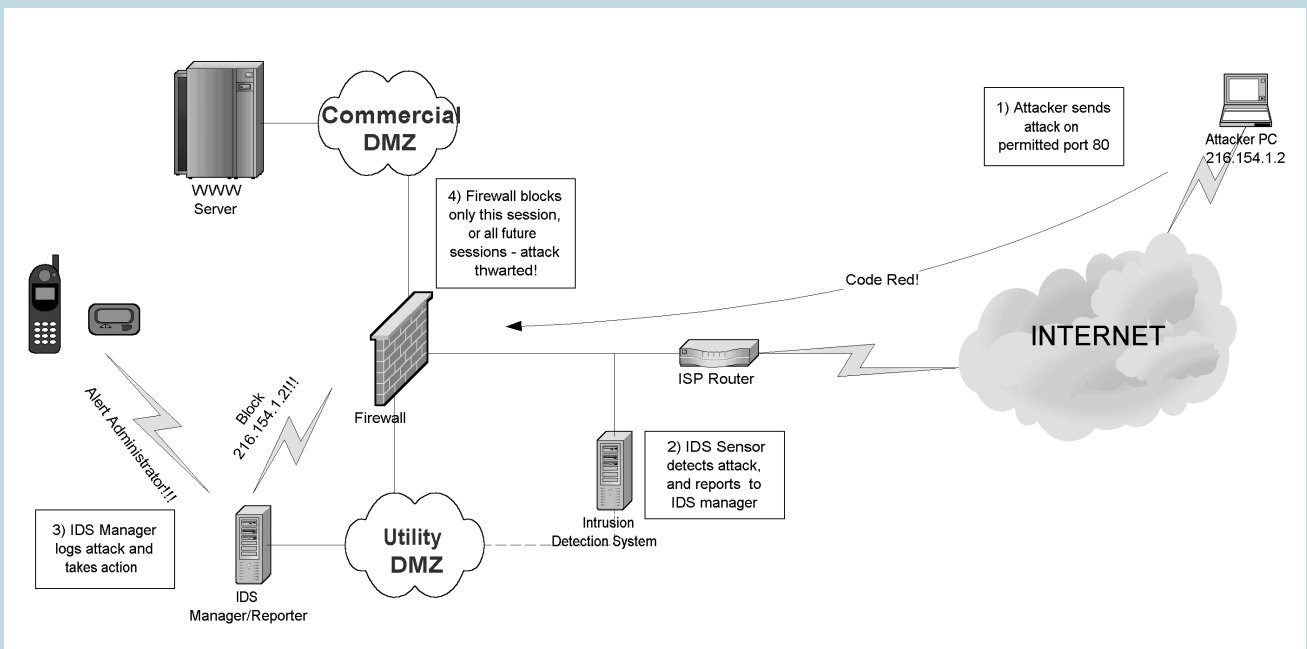 Commercial
DMZ
WWWW
Server
1) Attacker sends
attack on
permitted port 80
Attacker PC
216.154.1.2
4) Firewall blocks
only this session,
or all future
sessions - attack
thwarted!
Code Red!
INTERNET
ISP Router
Firewall
Block
216.154.1.2!!!
Alert Administrator!!!
2) IDS Sensor
detects attack,
and reports to
IDS manager
Intrusion
Detection System
3) IDS Manager
logs attack and
takes action
Utility
DMZ
IDS
Manager/Reporter